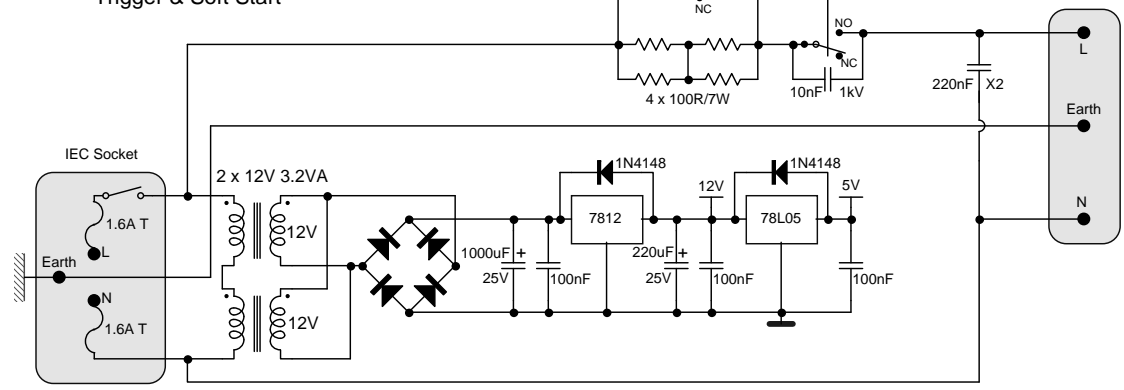 Trigger & Soft Start
NC
NO
L
NC
220nF X2
4 x 100R/7W
10nF 1kV
Earth
IEC Socket
1N4148
1N4148
2 x 12V 3.2VA
12V
5V
1.6A T
7812
78L05
N
12V
1000uF +
220uF +
L
Earth
25V
100nF
25V
100nF
100nF
N
1.6A T
12V